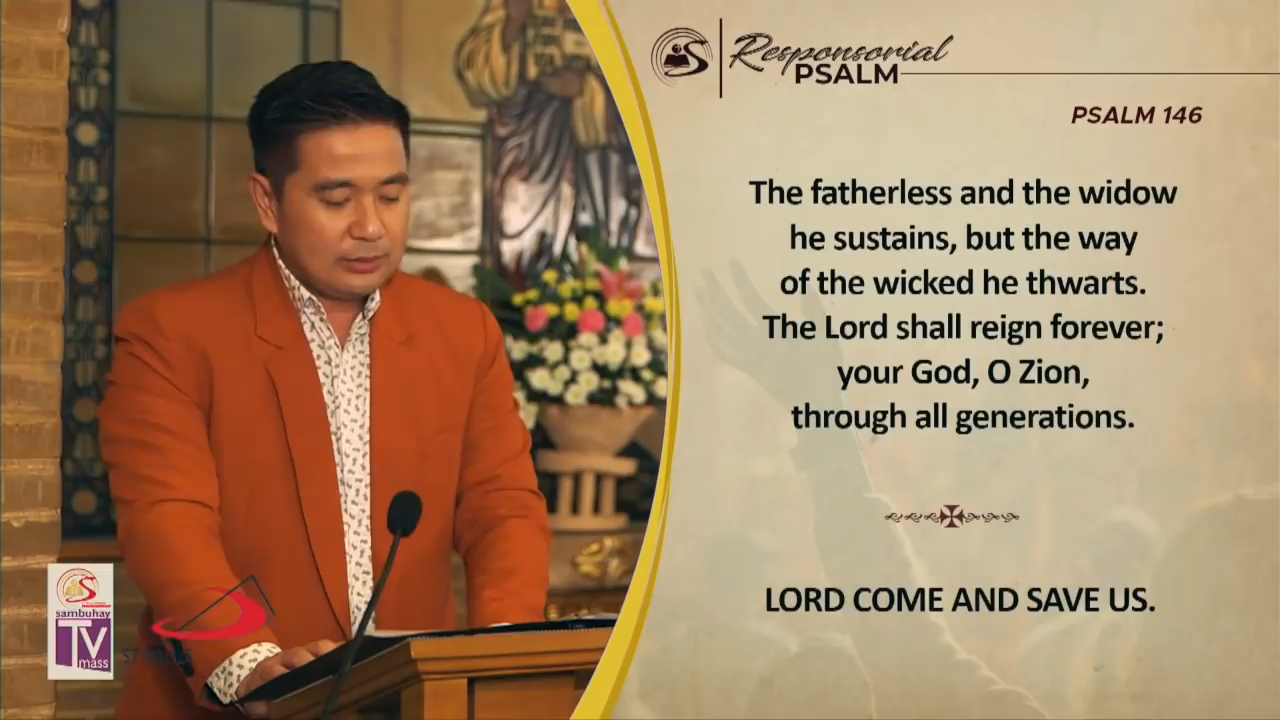 Responsorial
PSALM
PSALM 146
The fatherless and the widow
he sustains, but the way
of the wicked he thwarts.
The Lord shall reign forever;
your God, O Zion,
through all generations.
LORD COME AND SAVE US.
sambuhay
TV
mass